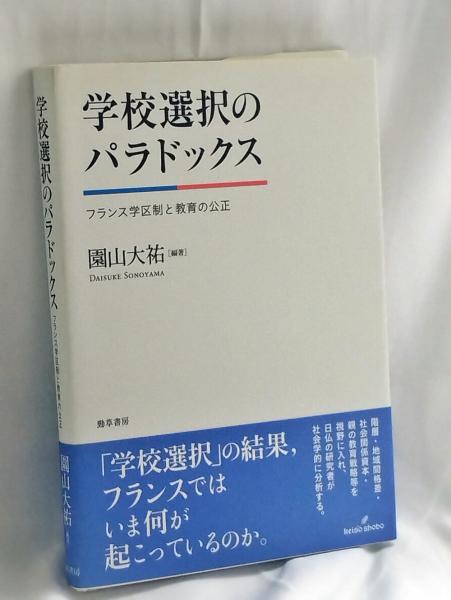 学校選択の
パラドックス
フランス学区制と教育の公正
園山大祐[編著]
DAISUKE SONOYAMA
勁草書房
「学校選択」の結果,
フランスでは
いま何が
起こっているのか。
階層・地域間格差・
社会関係資本・
親の教育戦略等を
視野に入れ、
日仏の研究者が
社会学的に分析する。
keiso shobo
学校選択のパラドックス
フランス学区制と教育の公正
園山大祐